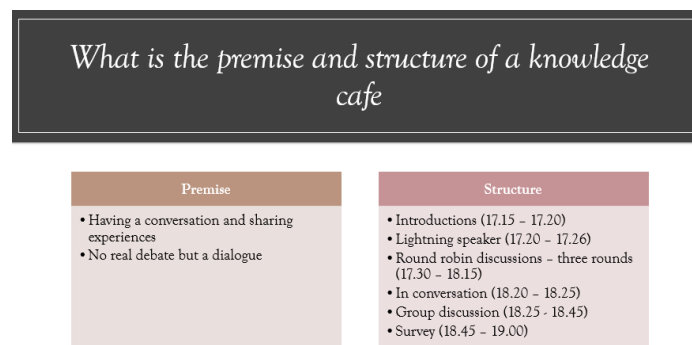 What is the premise and structure of a knowledge
cafe
Premise
• Having a conversation and sharing
experiences
• No real debate but a dialogue
Structure
• Introductions (17.15 – 17.20)
• Lightning speaker (17.20 – 17.26)
• Round robin discussions – three rounds
(17.30 – 18.15)
• In conversation (18.20 – 18.25)
• Group discussion (18.25 - 18.45)
• Survey (18.45 – 19.00)